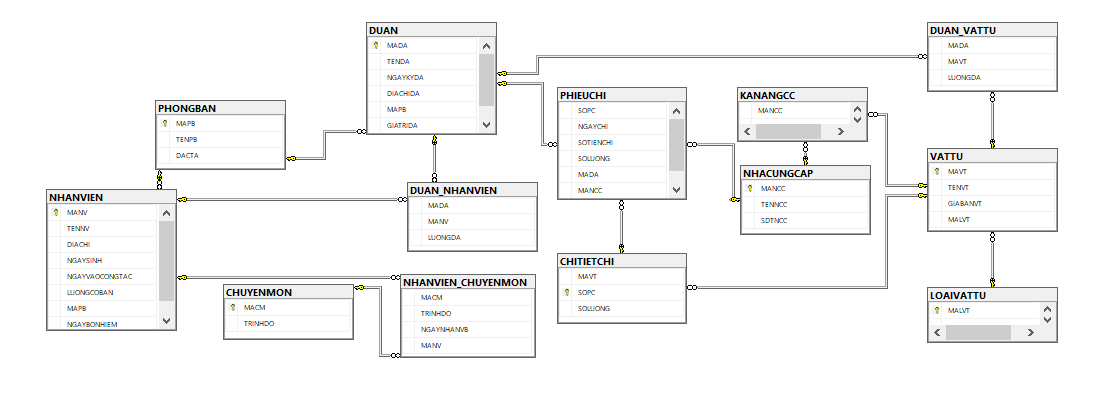 DUAN
MADA
TENDA
NGAYKYDA
DIACHIDA
MAPB
GIATRIDA
DUAN_VATTU
MADA
MAVT
LUONGDA
PHONGBAN
MAPB
TENPB
DACTA
PHIEUCHI
SOPC
NGAYCHI
SOTIENCHI
SOLUONG
MADA
MANCC
KANANGCC
MANCC
VATTU
MAVT
TENVT
GIABANVT
MALVT
NHACUNGCAP
MANCC
TENNCC
SDTNCC
NHANVIEN
MANV
TENNV
DIACHI
NGAYSINH
NGAYVAOCONGTAC
LUONGCOBAN
MAPB
NGAYBONHIEM
DUAN_NHANVIEN
MADA
MANV
LUONGDA
CHITIETCHI
MAVT
SOPC
SOLUONG
NHANVIEN_CHUYENMON
MACM
TRINHDO
NGAYNHANVB
MANV
CHUYENMON
MACM
TRINHDO
LOAIVATTU
MALVT